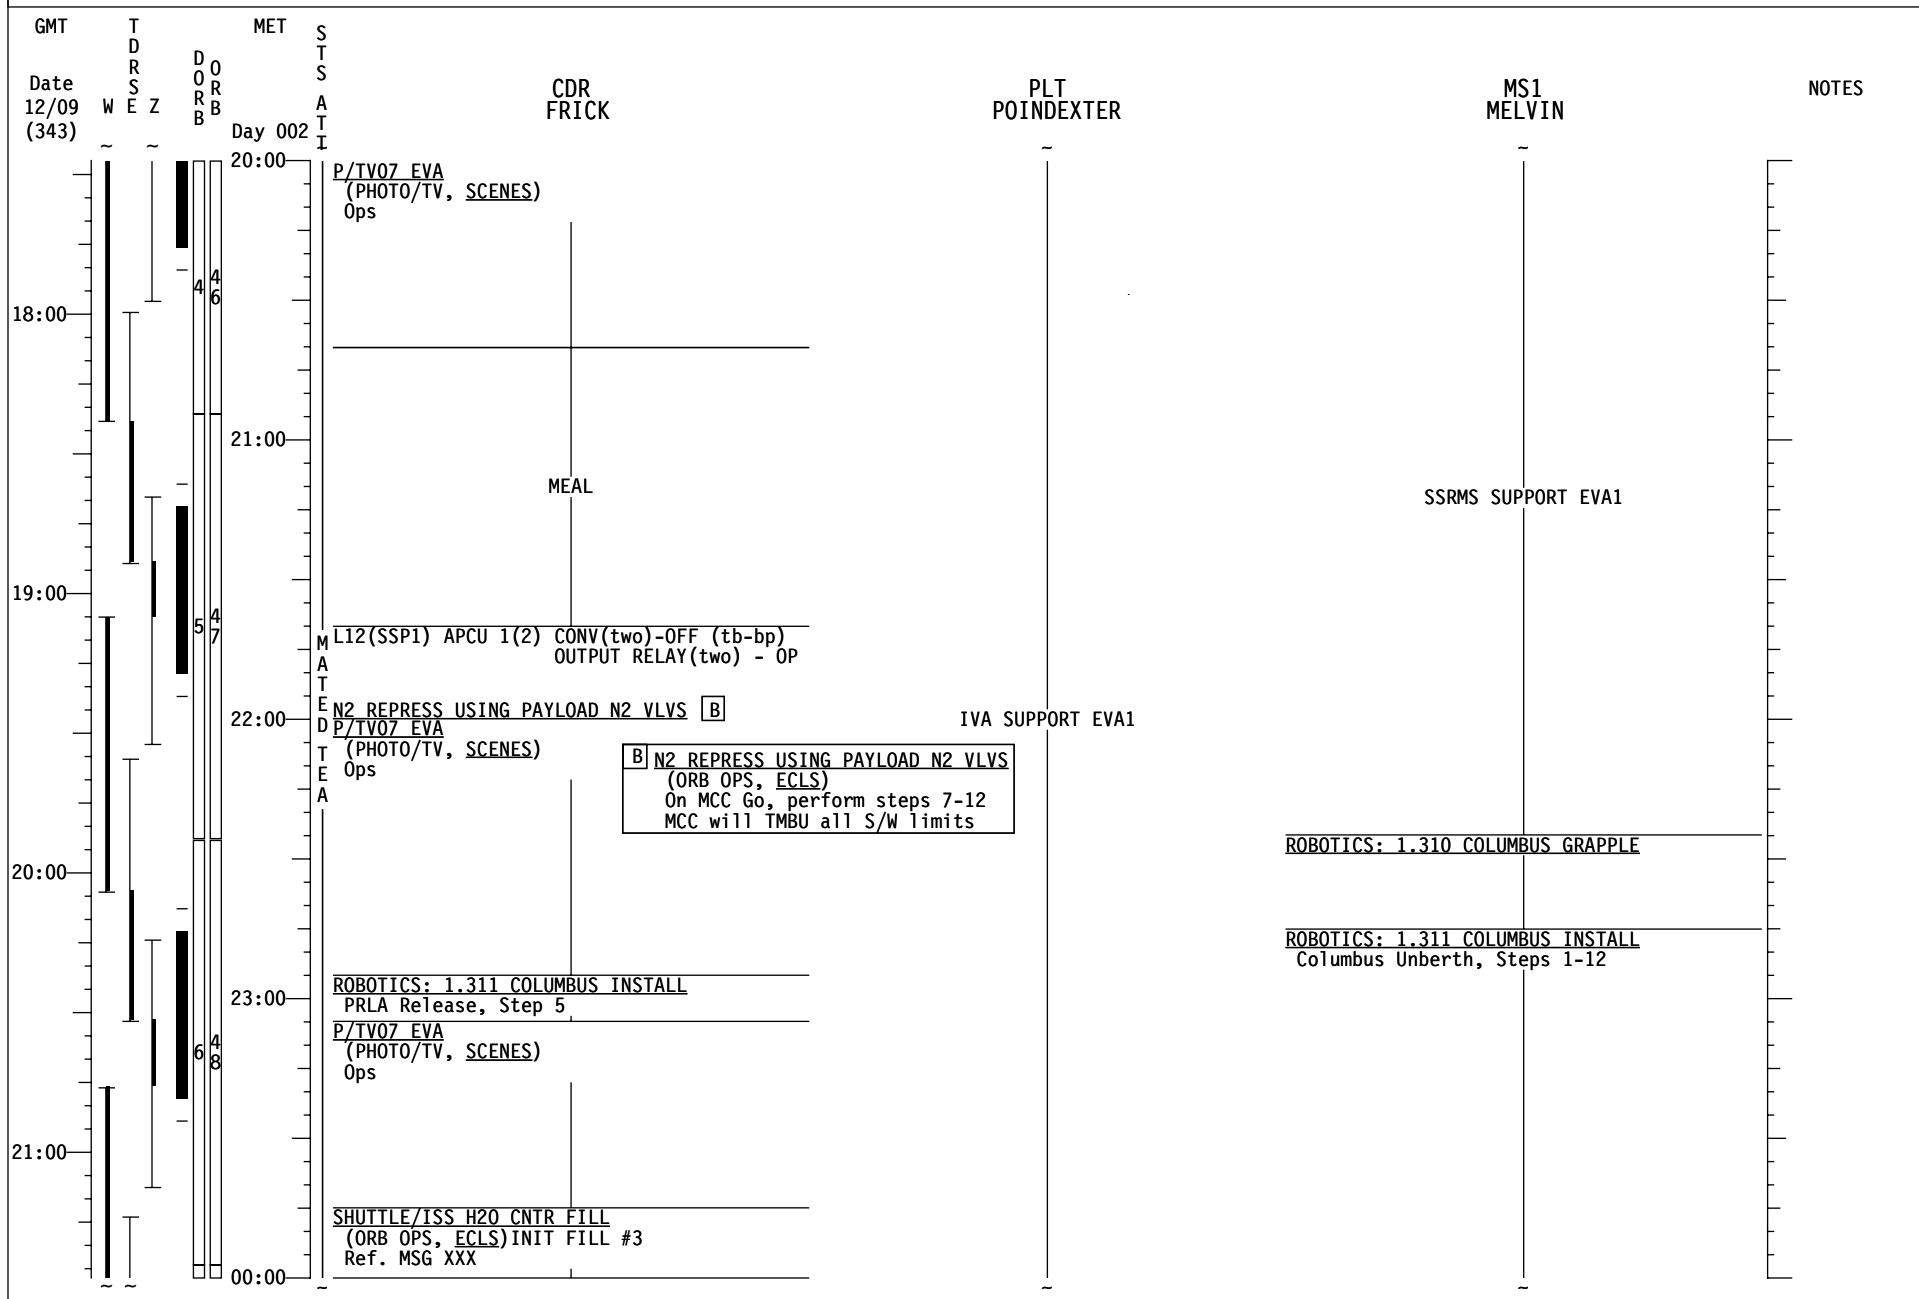 GMT
TDRS
MET
STS ATT
DORB
ORB
Date
12/09
(343)
W E Z
Day 002
CDR
FRICK
PLT
POINDEXTER
MS1
MELVIN
NOTES
20:00
P/TV07 EVA
(PHOTO/TV, SCENES)
Ops
4
46
18:00
21:00
MEAL
SSRMS SUPPORT EVA1
19:00
5
47
MATED TEA
L12(SSP1) APCU 1(2) CONV(two)-OFF (tb-bp)
OUTPUT RELAY(two) - OP
N2 REPRESS USING PAYLOAD N2 VLVS B
22:00
P/TV07 EVA
(PHOTO/TV, SCENES)
Ops
IVA SUPPORT EVA1
B N2 REPRESS USING PAYLOAD N2 VLVS
(ORB OPS, ECLS)
On MCC Go, perform steps 7-12
MCC will TMBU all S/W limits
ROBOTICS: 1.310 COLUMBUS GRAPPLE
20:00
ROBOTICS: 1.311 COLUMBUS INSTALL
Columbus Unberth, Steps 1-12
ROBOTICS: 1.311 COLUMBUS INSTALL
23:00
PRLA Release, Step 5
P/TV07 EVA
(PHOTO/TV, SCENES)
Ops
6
48
21:00
SHUTTLE/ISS H2O CNTR FILL
(ORB OPS, ECLS)INIT FILL #3
Ref. MSG XXX
00:00